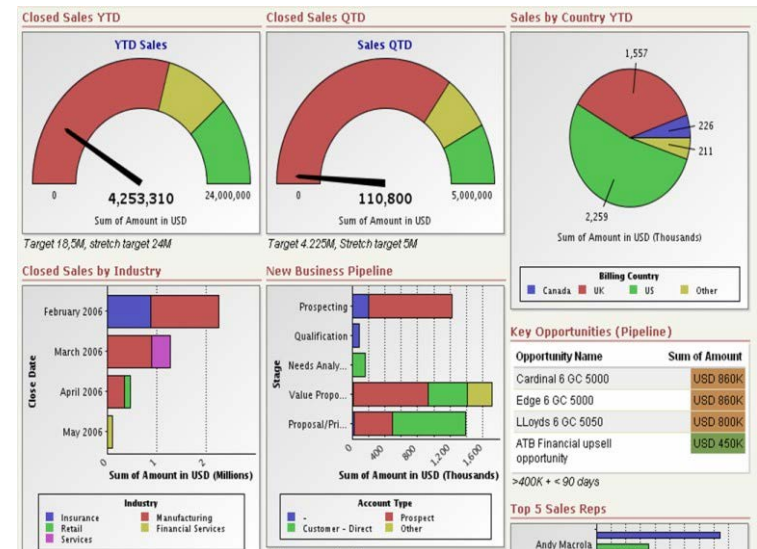 Closed Sales YTD
YTD Sales
0
4,253,310
24,000,000
Sum of Amount in USD
Target 18,5M, stretch target 24M
Closed Sales QTD
Sales QTD
0
110,800
5,000,000
Sum of Amount in USD
Target 4.225M, Stretch target 5M
Sales by Country YTD
1,557
226
211
2,259
Sum of Amount in USD (Thousands)
Billing Country
Canada
UK
US
Other
Closed Sales by Industry
Close Date
February 2006
March 2006
April 2006
May 2006
0
1
2
Sum of Amount in USD (Millions)
Industry
Insurance
Manufacturing
Retail
Financial Services
Services
New Business Pipeline
Stage
Prospecting
Qualification
Needs Analy...
Value Propo...
Proposal/Pri...
0
400
800
1,200
1,600
Sum of Amount in USD (Thousands)
Account Type
-
Prospect
Customer - Direct
Other
Key Opportunities (Pipeline)
Opportunity Name Sum of Amount
Cardinal 6 GC 5000 USD 860K
Edge 6 GC 5000 USD 860K
LLoyds 6 GC 5050 USD 800K
ATB Financial upsell USD 450K
opportunity
>400K + < 90 days
Top 5 Sales Reps
Andy Macrola